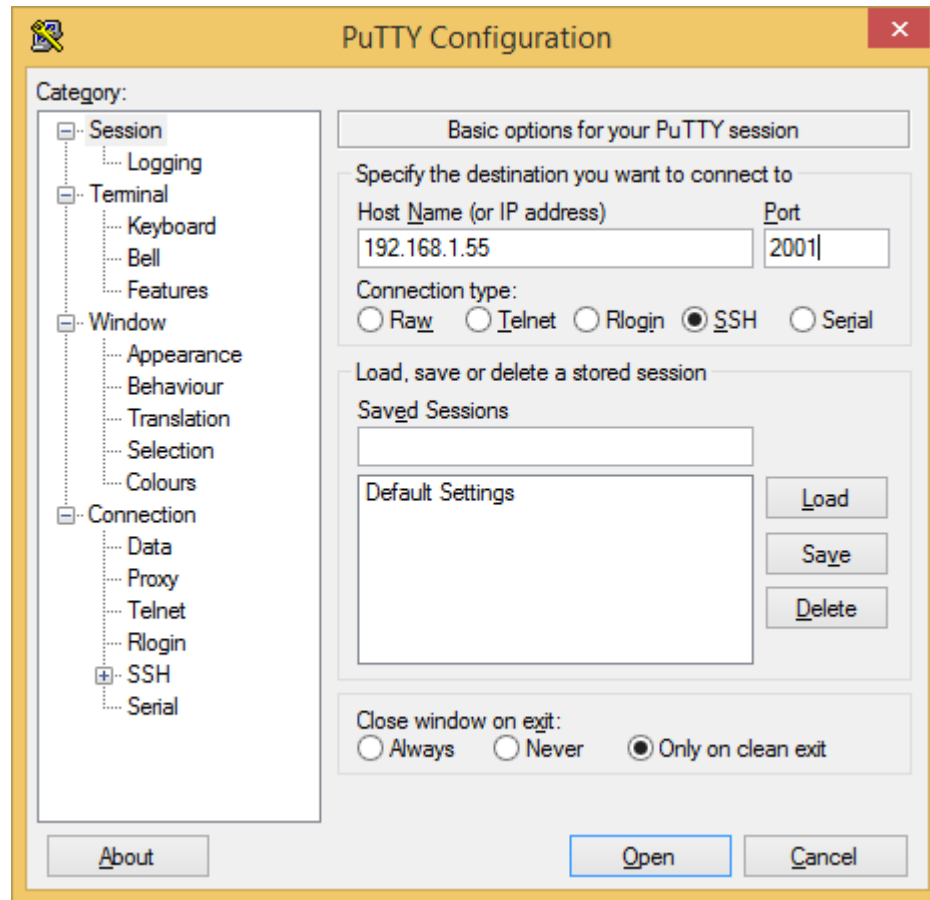 PuTTY Configuration
Category:
Session
Logging
Terminal
Keyboard
Bell
Features
Window
Appearance
Behaviour
Translation
Selection
Colours
Connection
Data
Proxy
Telnet
Rlogin
SSH
Serial
Basic options for your PuTTY session
Specify the destination you want to connect to
Host Name (or IP address) Port
192.168.1.55 2001
Connection type:
Raw Telnet Rlogin SSH Serial
Load, save or delete a stored session
Saved Sessions
Default Settings
Load
Save
Delete
Close window on exit:
Always Never Only on clean exit
About Open Cancel